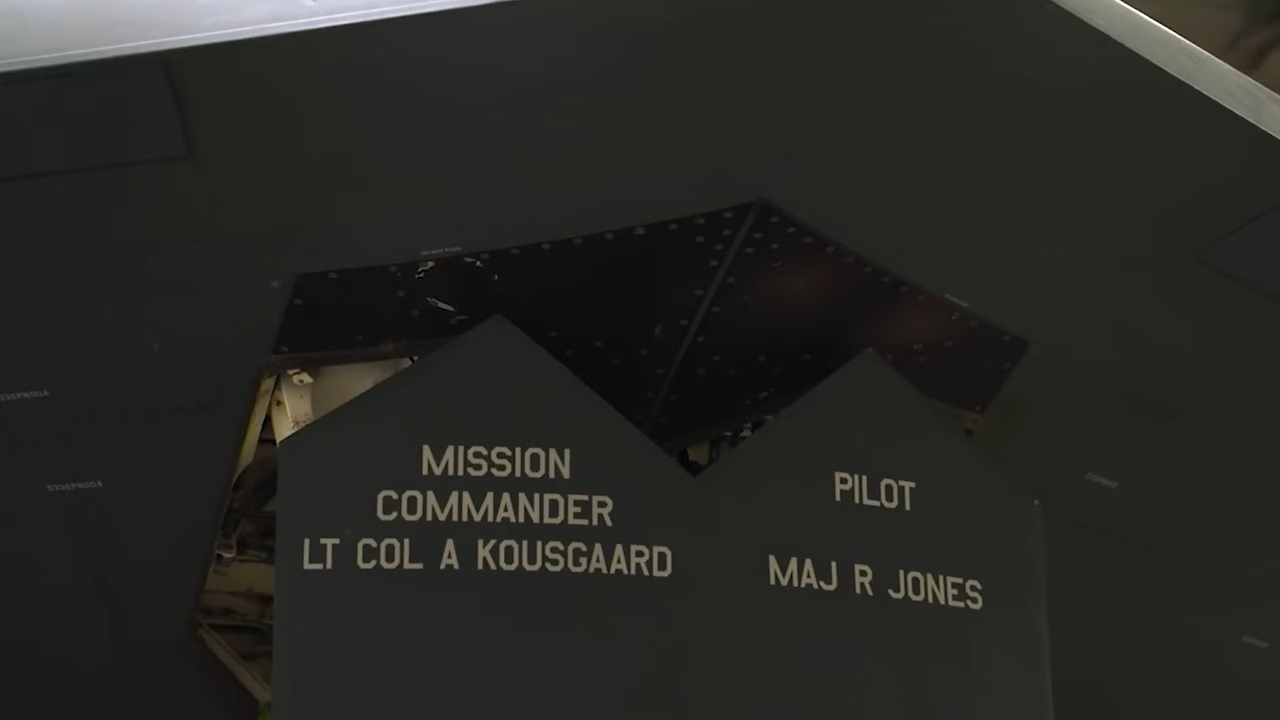 MISSION
COMMANDER
LT COL A KOUSGAARD
PILOT
MAJ R JONES